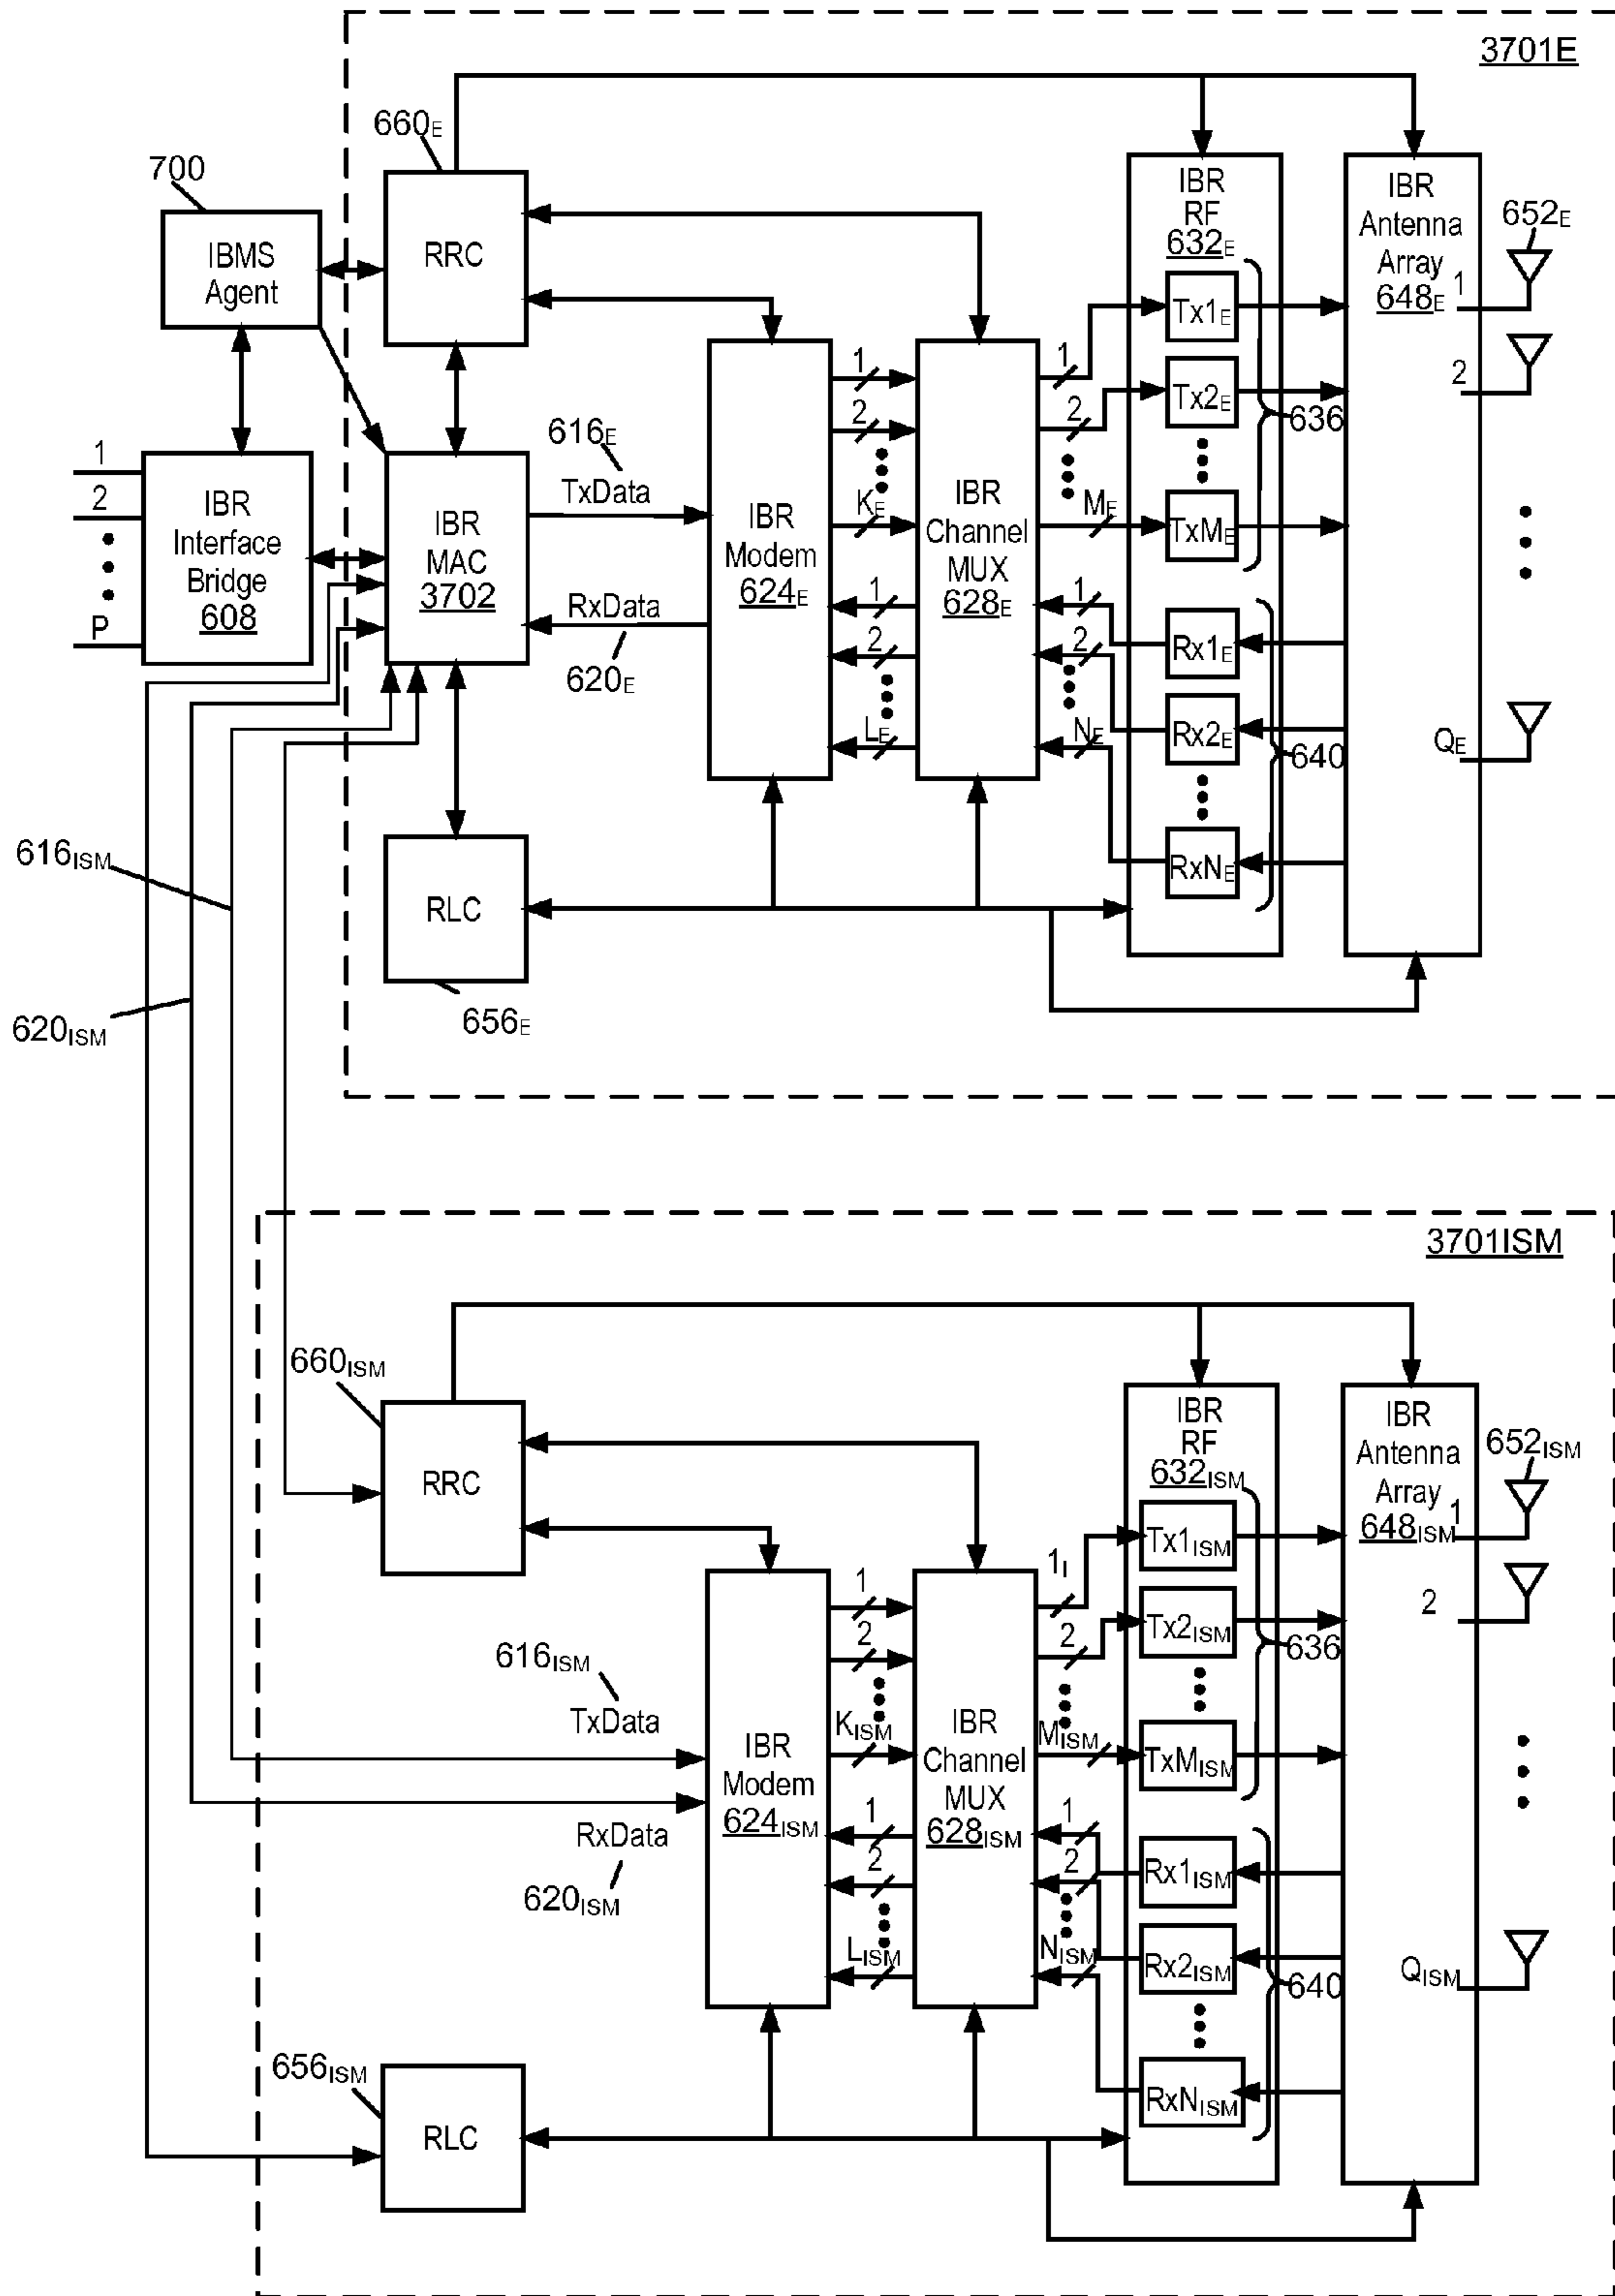 3701E
660E
700
IBMS
Agent
RRC
IBR
RF
632E
IBR
Antenna
Array
648E
652E
1
2
QE
Tx1E
Tx2E
TxME
636
Rx1E
Rx2E
RxNE
640
1
2
P
IBR
Interface
Bridge
608
IBR
MAC
3702
616E
TxData
RxData
620E
IBR
Modem
624E
1
2
KE
1
2
LE
IBR
Channel
MUX
628E
1
2
ME
1
2
NE
RLC
656E
616ISM
620ISM
3701ISM
660ISM
RRC
IBR
RF
632ISM
IBR
Antenna
Array
648ISM
652ISM
1
2
QISM
Tx1ISM
Tx2ISM
TxMISM
636
Rx1ISM
Rx2ISM
RxNISM
640
616ISM
TxData
RxData
620ISM
IBR
Modem
624ISM
1
2
KISM
1
2
LISM
IBR
Channel
MUX
628ISM
1I
2
MISM
1
2
NISM
656ISM
RLC